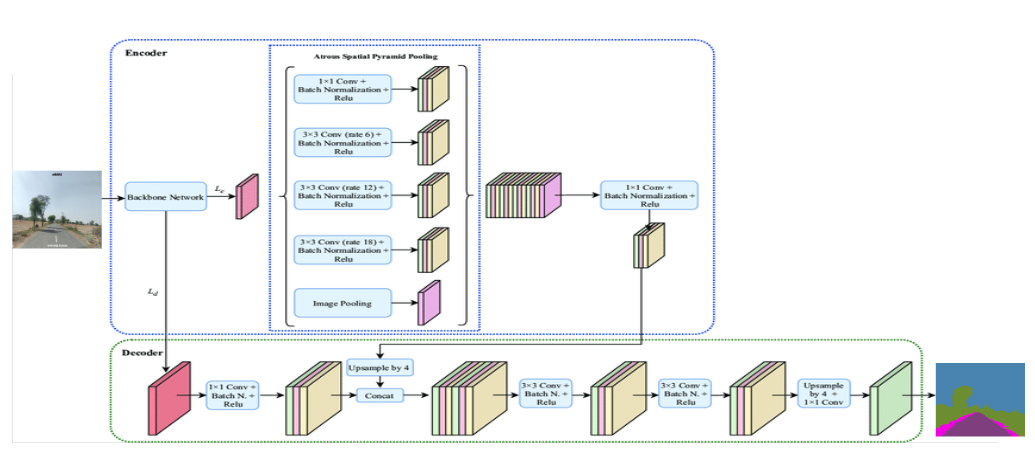 Encoder
Atrous Spatial Pyramid Pooling
1×1 Conv +
Batch Normalization +
Relu
3×3 Conv (rate 6) +
Batch Normalization +
Relu
3×3 Conv (rate 12) +
Batch Normalization +
Relu
3×3 Conv (rate 18) +
Batch Normalization +
Relu
Image Pooling
Backbone Network
Le
1×1 Conv +
Batch Normalization +
Relu
Ld
Decoder
1×1 Conv +
Batch N. +
Relu
Upsample by 4
Concat
3×3 Conv +
Batch N. +
Relu
3×3 Conv +
Batch N. +
Relu
Upsample
by 4 +
1×1 Conv